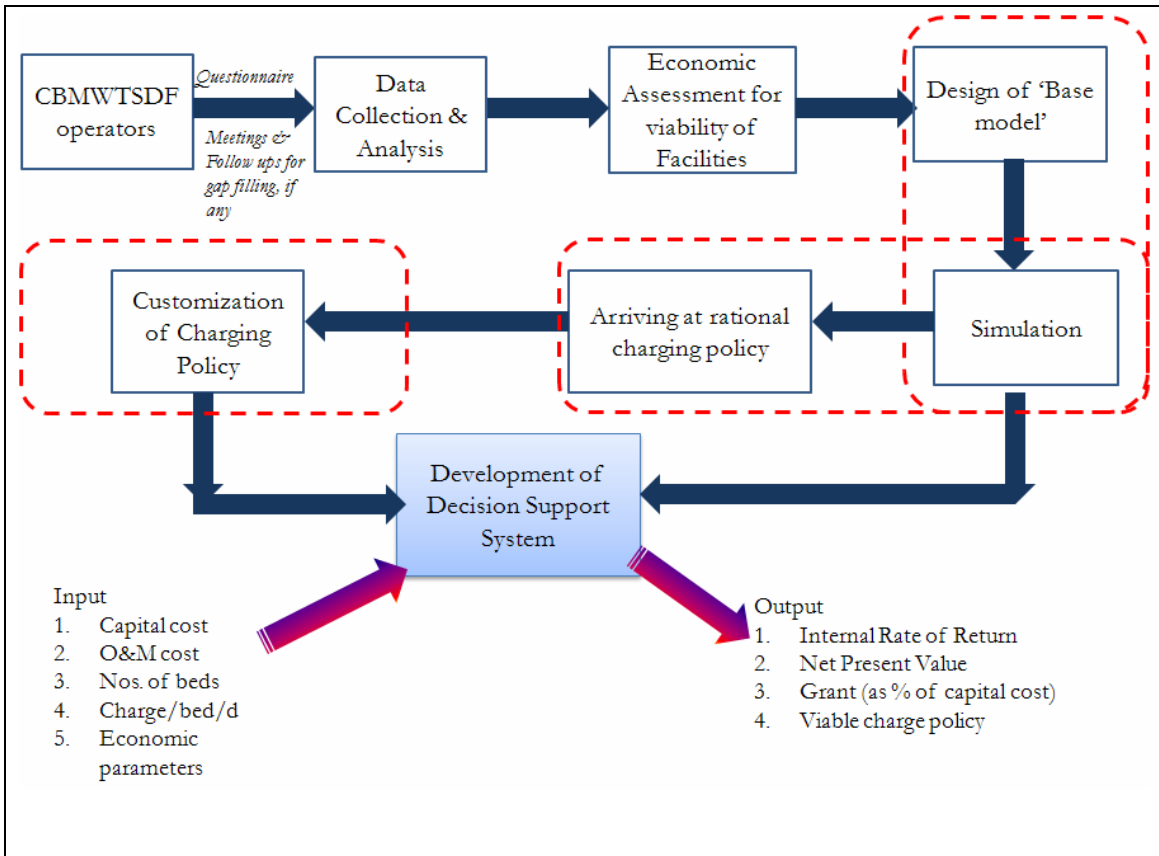 CBMWTSDF
operators
Questionnaire
Meetings &
Follow ups for
gap filling, if
any
Data
Collection &
Analysis
Economic
Assessment for
viability of
Facilities
Design of ‘Base
model’
Customization
of Charging
Policy
Arriving at rational
charging policy
Simulation
Development of
Decision Support
System
Input
1. Capital cost
2. O&M cost
3. Nos. of beds
4. Charge/bed/d
5. Economic
parameters
Output
1. Internal Rate of Return
2. Net Present Value
3. Grant (as % of capital cost)
4. Viable charge policy